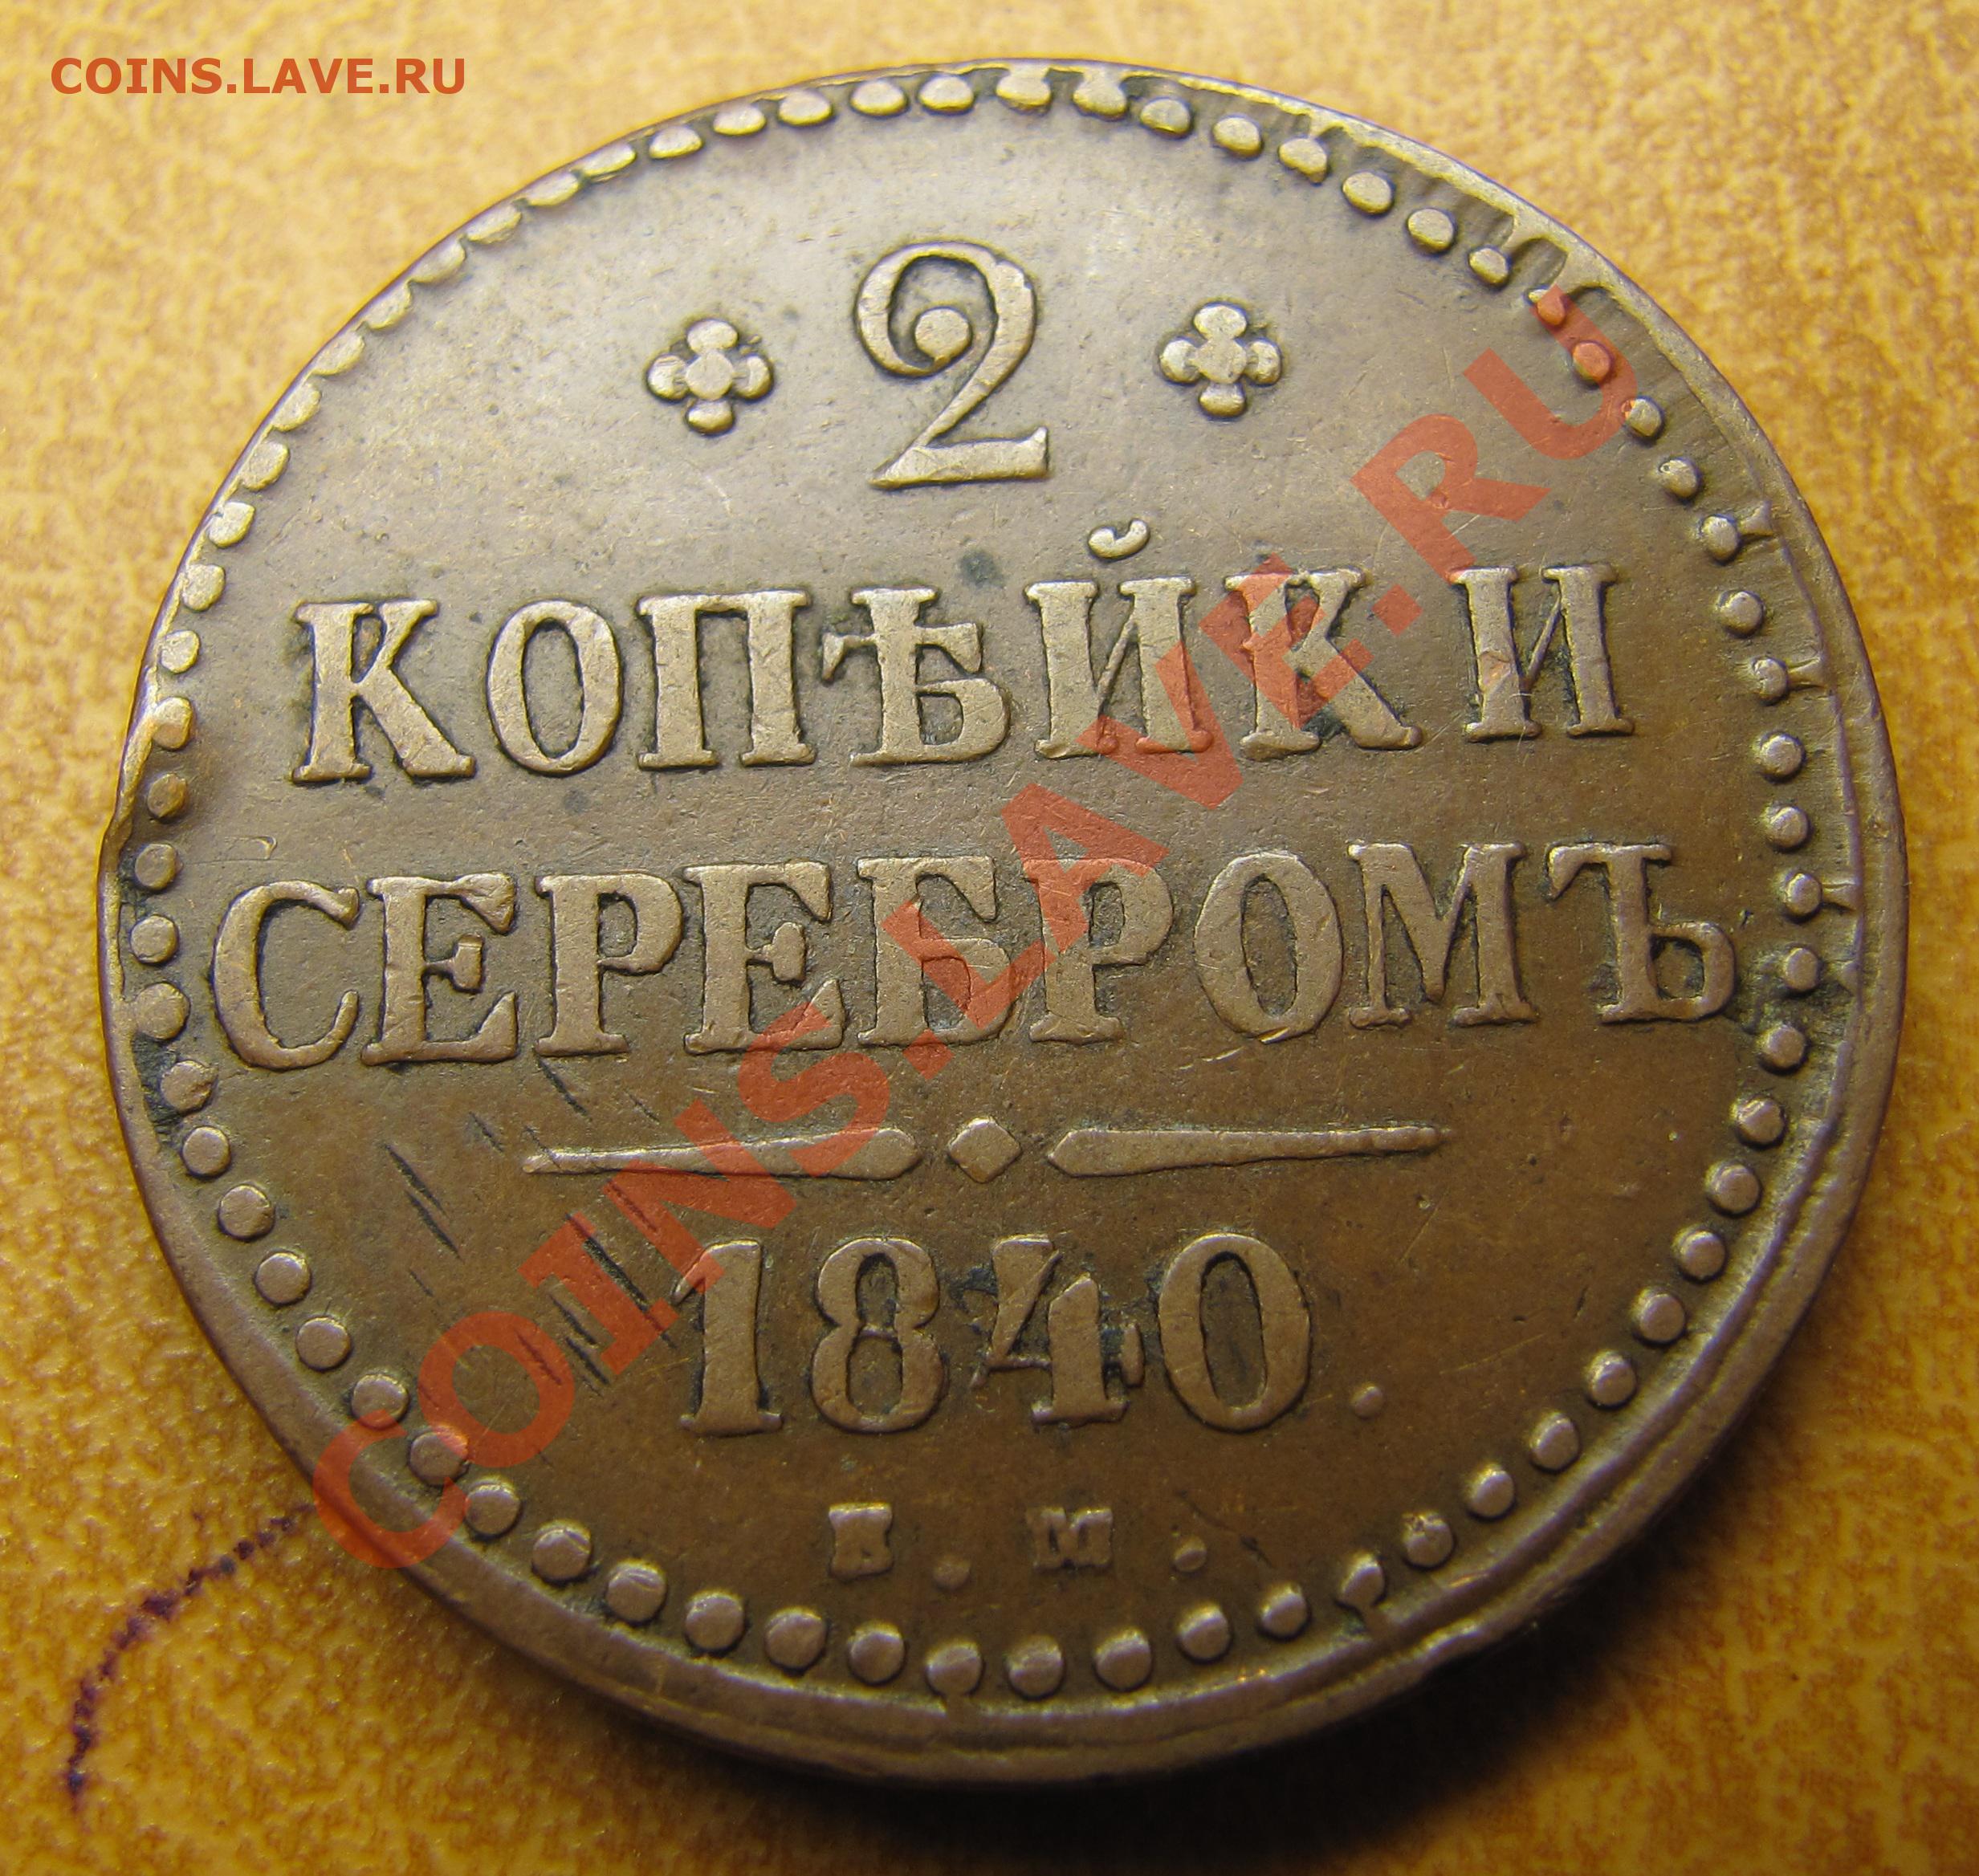 COINS.LAVE.RU
2
КОПѢЙКИ
СЕРЕБРОМЪ
1840.
Е.М.
COINS.LAVE.RU